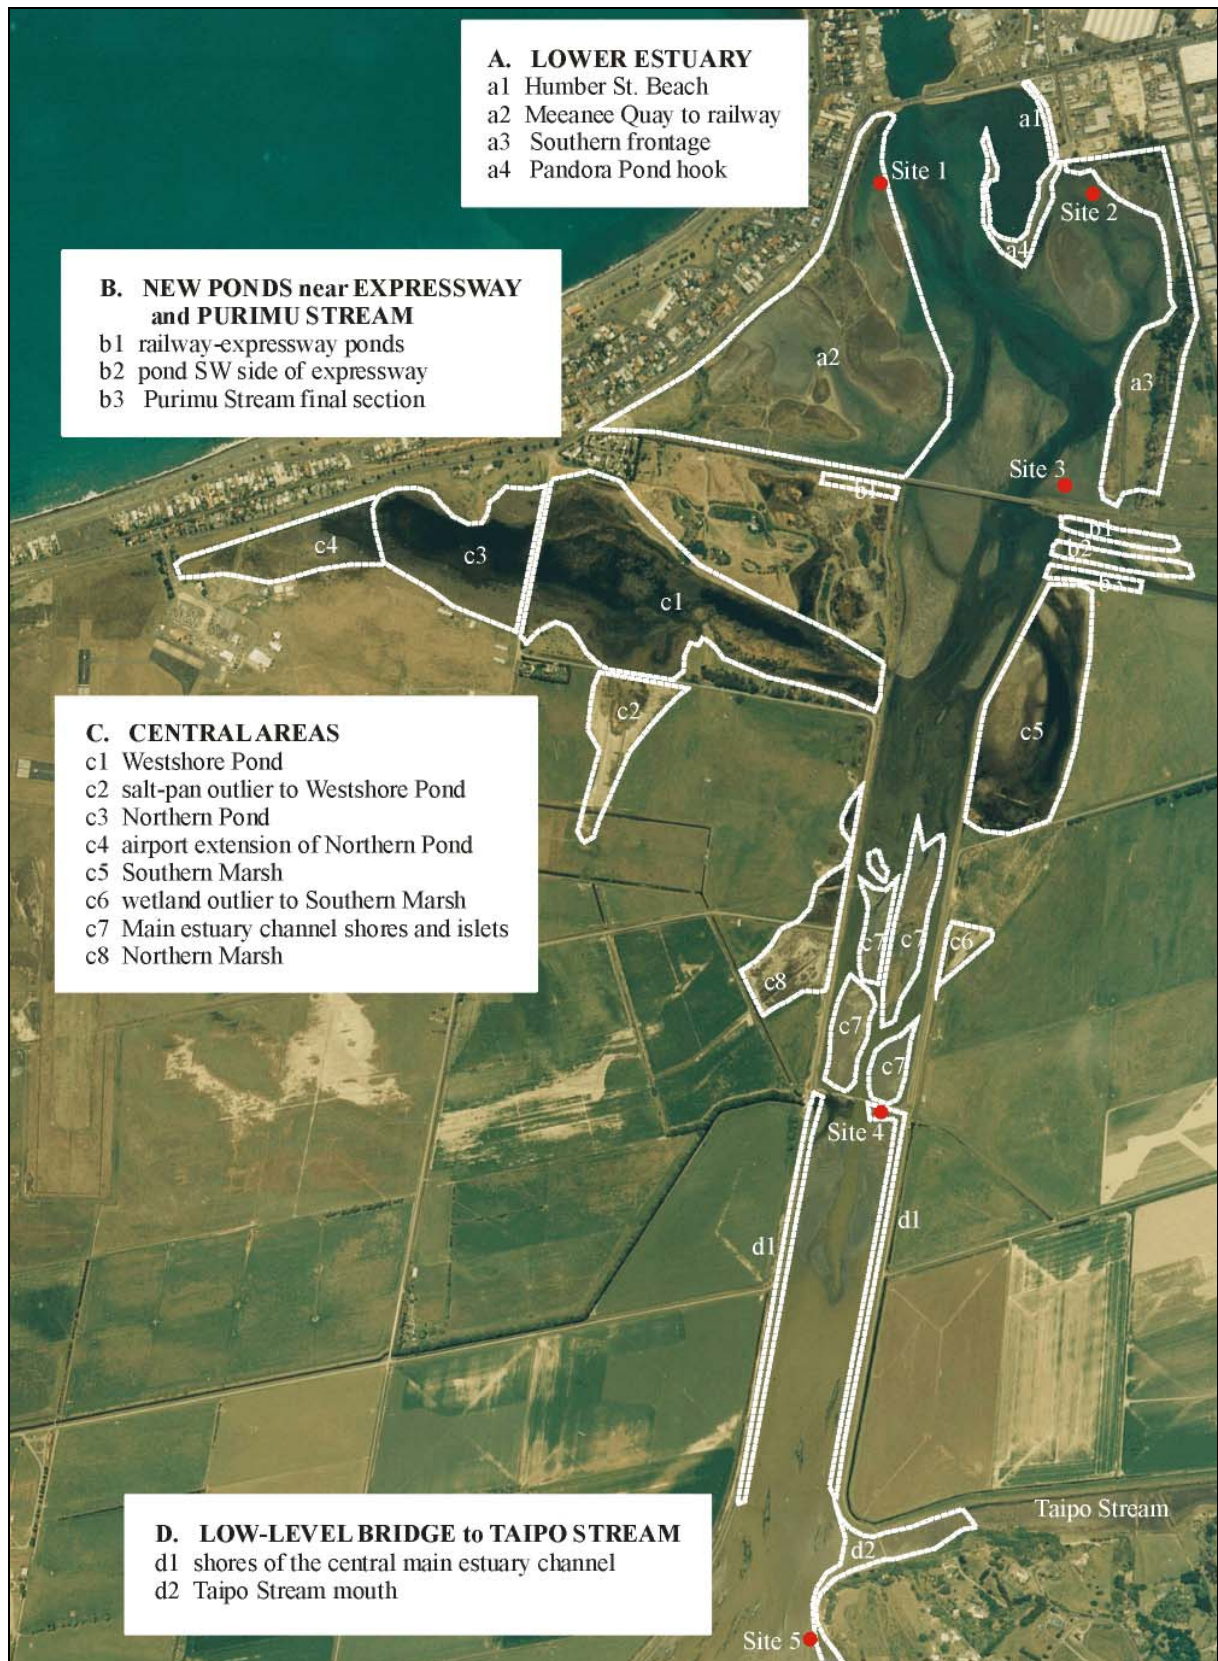 A. LOWER ESTUARY
a1 Humber St. Beach
a2 Meeanee Quay to railway
a3 Southern frontage
a4 Pandora Pond hook
a1
Site 1
Site 2
a4
B. NEW PONDS near EXPRESSWAY
and PURIMU STREAM
b1 railway-expressway ponds
b2 pond SW side of expressway
b3 Purimu Stream final section
a2
a3
Site 3
b1
b1
b2
b3
c4
c3
c1
c2
c5
C. CENTRAL AREAS
c1 Westshore Pond
c2 salt-pan outlier to Westshore Pond
c3 Northern Pond
c4 airport extension of Northern Pond
c5 Southern Marsh
c6 wetland outlier to Southern Marsh
c7 Main estuary channel shores and islets
c8 Northern Marsh
c7
c7
c6
c8
c7
c7
Site 4
d1
d1
Taipo Stream
D. LOW-LEVEL BRIDGE to TAIPO STREAM
d1 shores of the central main estuary channel
d2 Taipo Stream mouth
d2
Site 5